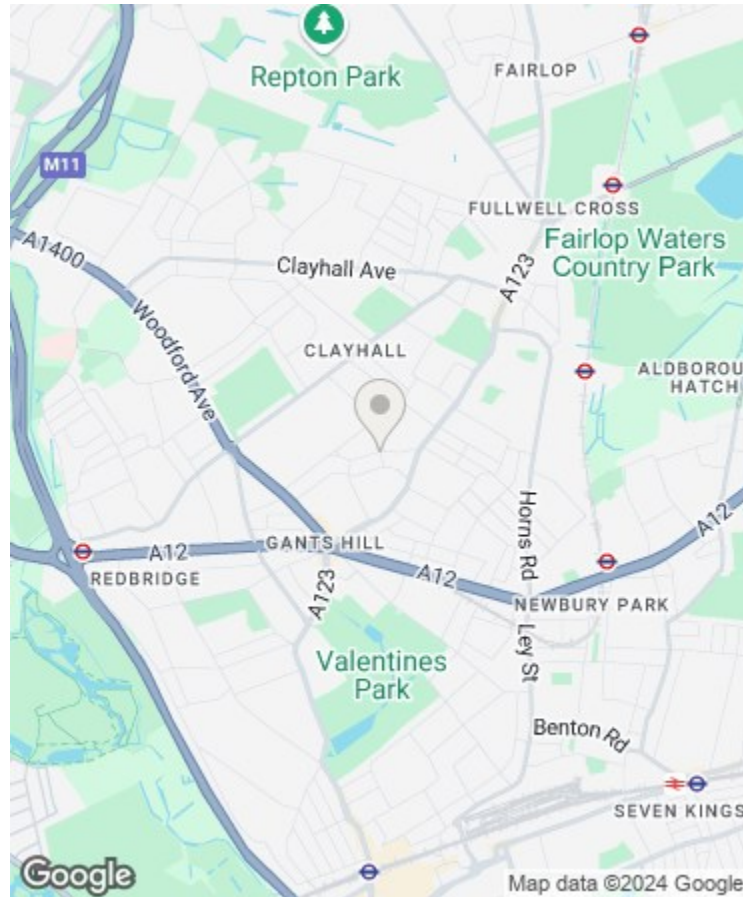 Repton Park
FAIRLOP
M11
FULLWELL CROSS
A1400
Fairlop Waters
Country Park
Clayhall Ave
A123
Woodford Ave
CLAYHALL
ALDBOROU
HATCH
Horns Rd
A12
GANTS HILL
A12
REDBRIDGE
A12
A123
NEWBURY PARK
Ley St
Valentines
Park
Benton Rd
SEVEN KINGS
Google
Map data ©2024 Google